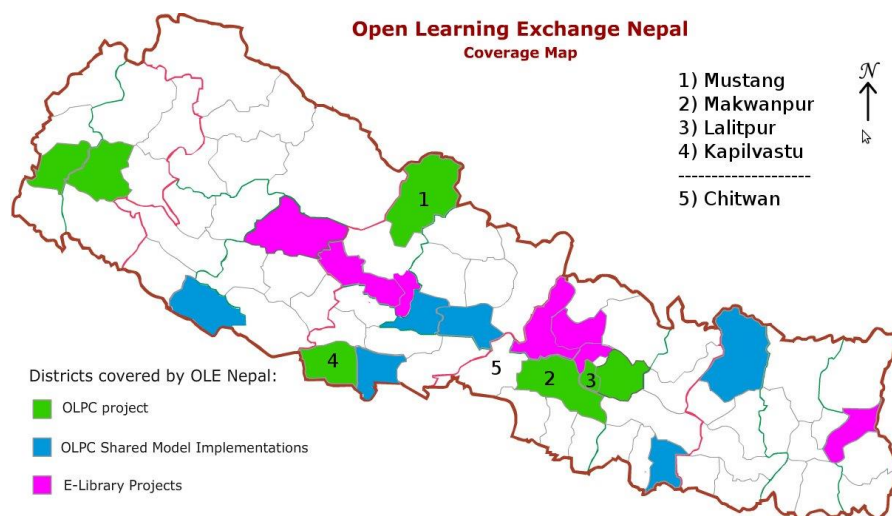 Open Learning Exchange Nepal
Coverage Map
N
1) Mustang
2) Makwanpur
3) Lalitpur
4) Kapilvastu
--------------------
5) Chitwan
1
4
5
2
3
Districts covered by OLE Nepal:
OLPC project
OLPC Shared Model Implementations
E-Library Projects